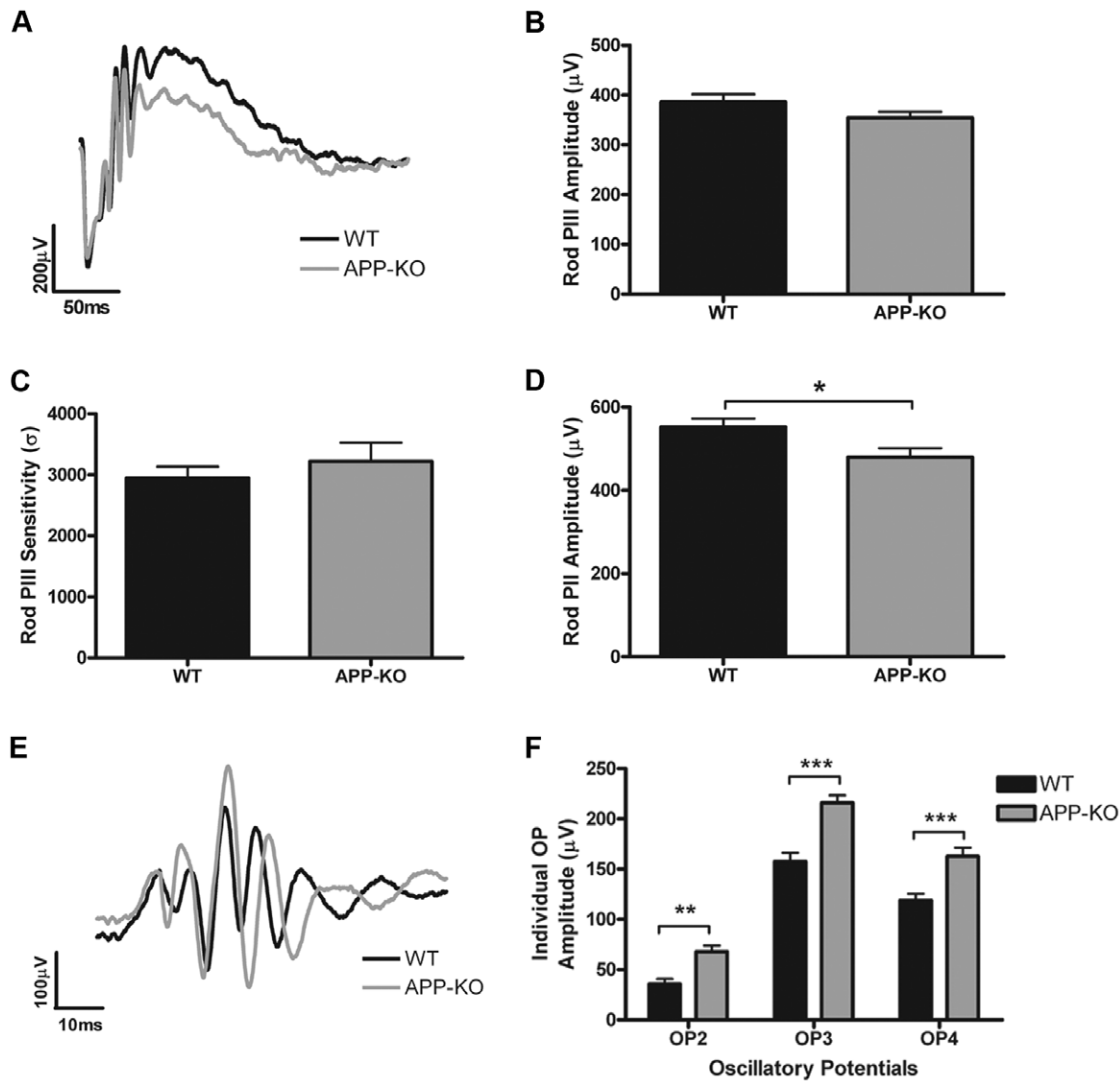 A
WT
APP-KO
200μV
50ms
B
Rod PIII Amplitude (μV)
500
400
300
200
100
0
WT
APP-KO
C
Rod PIII Sensitivity (σ)
4000
3000
2000
1000
0
WT
APP-KO
D
Rod PII Amplitude (μV)
600
400
200
0
*
WT
APP-KO
E
WT
APP-KO
100μV
10ms
F
Individual OP
Amplitude (μV)
250
200
150
100
50
0
**
***
***
WT
APP-KO
OP2
OP3
OP4
Oscillatory Potentials